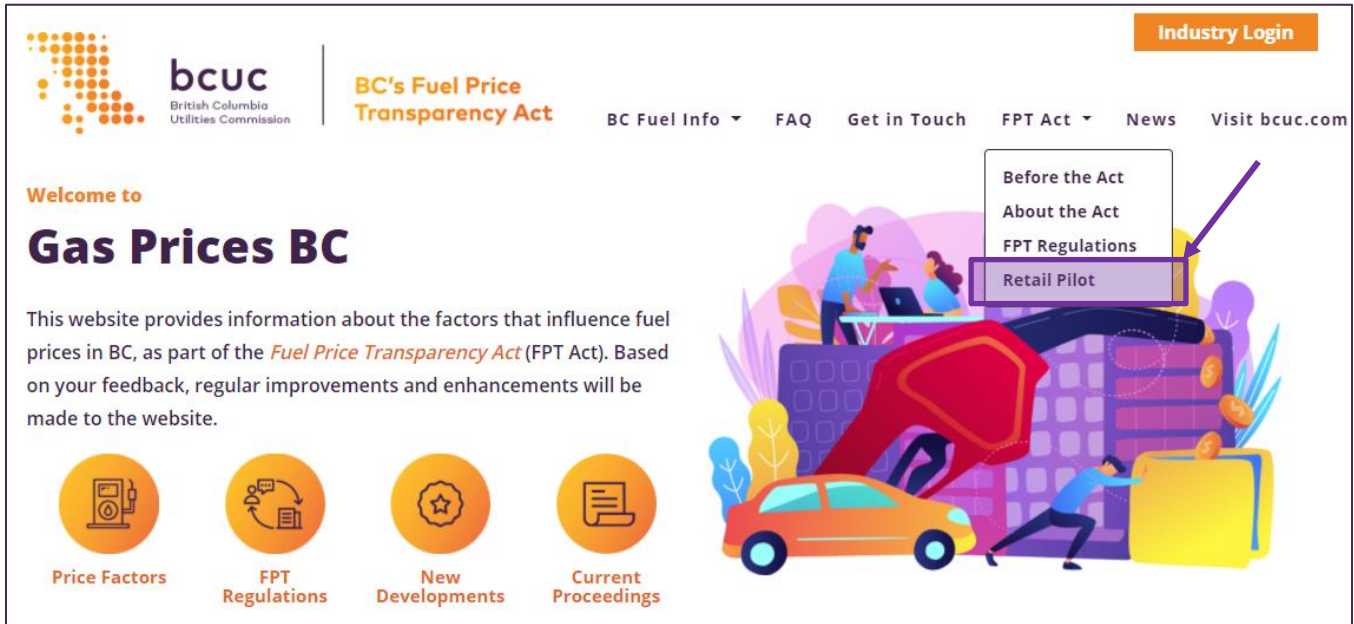 Industry Login
bcuc
British Columbia
Utilities Commission
BC's Fuel Price
Transparency Act
BC Fuel Info FAQ Get in Touch FPT Act News Visit bcuc.com
Before the Act
About the Act
FPT Regulations
Retail Pilot
Welcome to
Gas Prices BC
This website provides information about the factors that influence fuel
prices in BC, as part of the Fuel Price Transparency Act (FPT Act). Based
on your feedback, regular improvements and enhancements will be
made to the website.
Price Factors
FPT
Regulations
New
Developments
Current
Proceedings